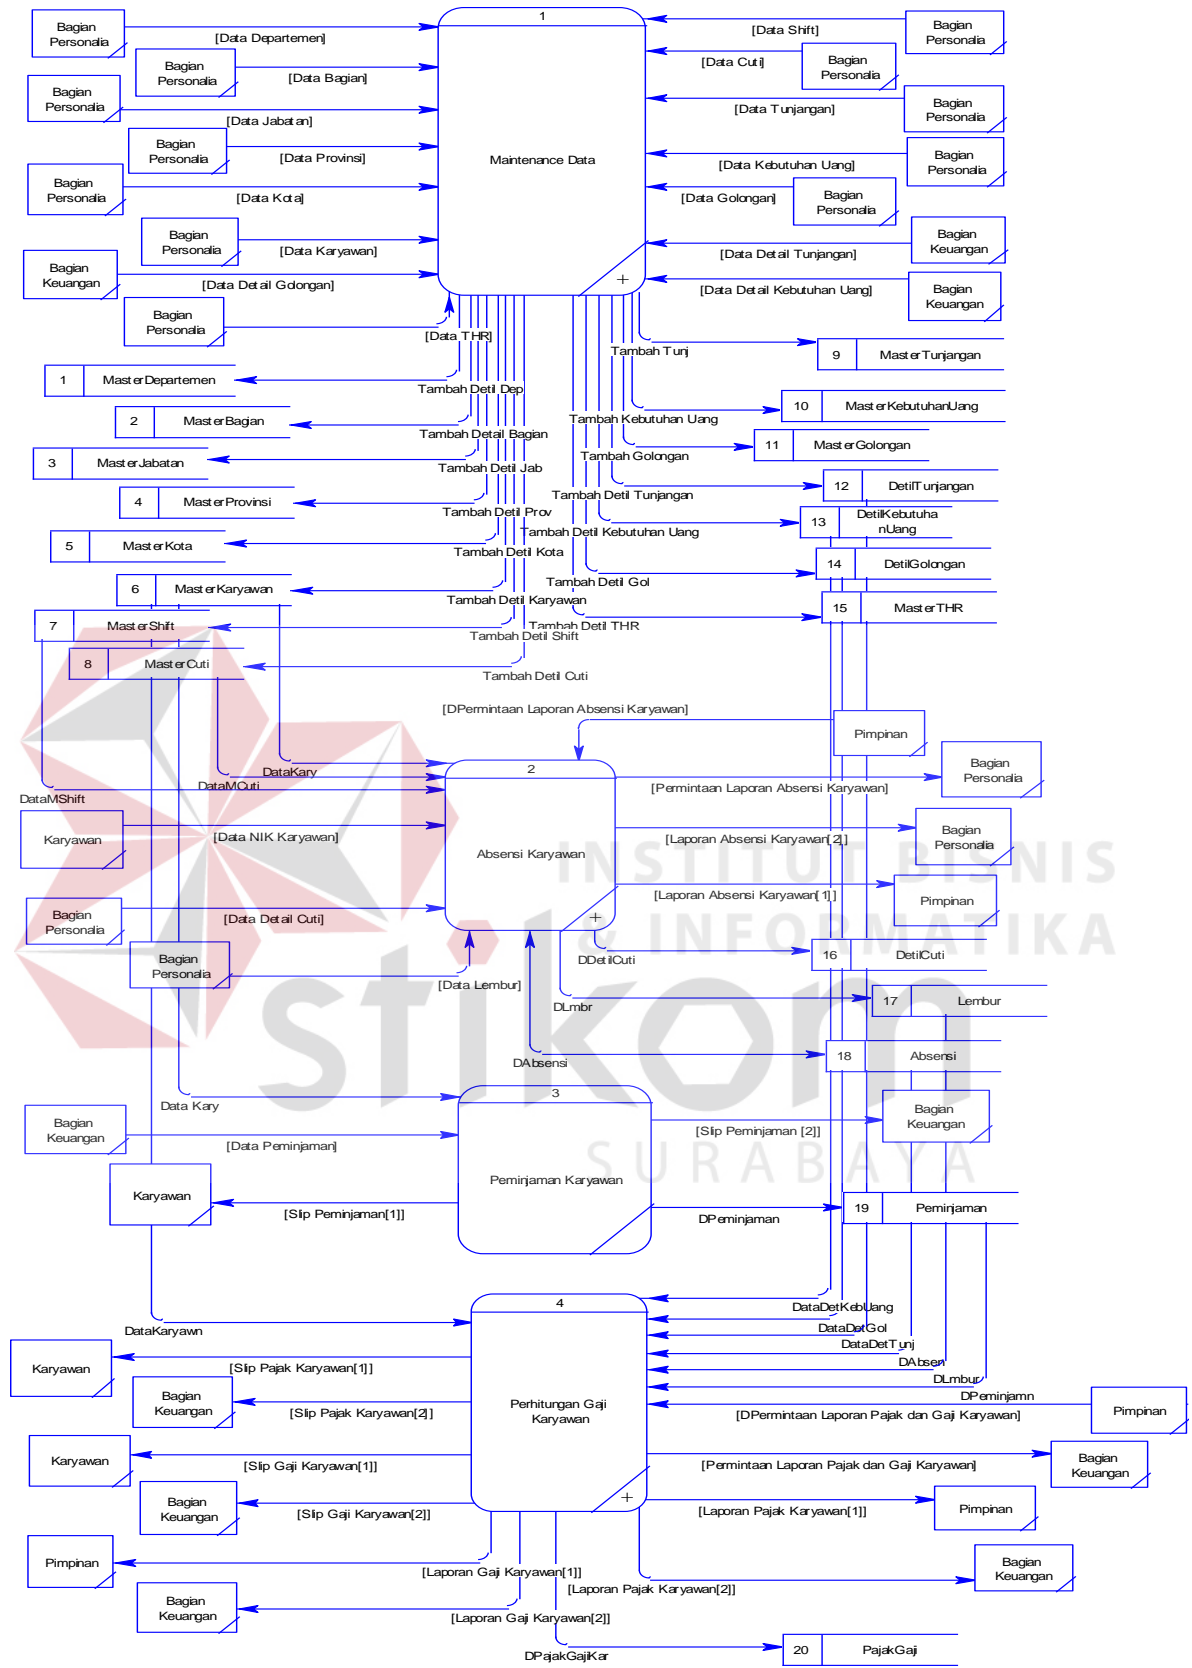 1
Bagian
Personalia
[Data Departemen]
[Data Shift]
Bagian
Personalia
Bagian
Personalia
[Data Bagian]
[Data Cuti]
Bagian
Personalia
Bagian
Personalia
[Data Jabatan]
[Data Tunjangan]
Bagian
Personalia
Bagian
Personalia
[Data Provinsi]
Maintenance Data
[Data Kebutuhan Uang]
Bagian
Personalia
Bagian
Personalia
[Data Kota]
[Data Golongan]
Bagian
Personalia
Bagian
Personalia
[Data Karyawan]
[Data Detail Tunjangan]
Bagian
Keuangan
Bagian
Keuangan
[Data Detail Golongan]
+
[Data Detail Kebutuhan Uang]
Bagian
Keuangan
Bagian
Personalia
[Data THR]
Tambah Tunj
9 MasterTunjangan
1 MasterDepartemen
Tambah Detil Dep
10 MasterKebutuhanUang
Tambah Kebutuhan Uang
2 MasterBagian
Tambah Detail Bagian
11 MasterGolongan
Tambah Golongan
3 MasterJabatan
Tambah Detil Jab
12 DetilTunjangan
Tambah Detil Tunjangan
4 MasterProvinsi
Tambah Detil Prov
13 DetilKebutuha
nUang
Tambah Detil Kebutuhan Uang
5 MasterKota
Tambah Detil Kota
14 DetilGolongan
Tambah Detil Gol
6 MasterKaryawan
Tambah Detil Karyawan
15 MasterTHR
Tambah Detil THR
7 MasterShift
Tambah Detil Shift
8 MasterCuti
Tambah Detil Cuti
[DPermintaan Laporan Absensi Karyawan]
Pimpinan
2
DataKary
DataMCuti
DataMShift
[Permintaan Laporan Absensi Karyawan]
Bagian
Personalia
Karyawan
[Data NIK Karyawan]
Absensi Karyawan
[Laporan Absensi Karyawan[2]]
Bagian
Personalia
INSTITUT BISNIS
& INFORMATIKA
[Laporan Absensi Karyawan[1]]
Pimpinan
Bagian
Personalia
[Data Detail Cuti]
+
Bagian
Personalia
[Data Lembur]
DDetilCuti
16 DetilCuti
DLmbr
17 Lembur
stikom
DAbsensi
18 Absensi
3
Data Kary
Bagian
Keuangan
[Data Peminjaman]
[Slip Peminjaman [2]]
Bagian
Keuangan
SURABAYA
Peminjaman Karyawan
Karyawan
[Slip Peminjaman[1]]
DPeminjaman
19 Peminjaman
4
DataKaryawn
DataDetKebUang
DataDetGol
DataDetTunj
DAbsen
DLmbur
DPeminjamn
Karyawan
[Slip Pajak Karyawan[1]]
Bagian
Keuangan
[Slip Pajak Karyawan[2]]
Perhitungan Gaji
Karyawan
[DPermintaan Laporan Pajak dan Gaji Karyawan]
Pimpinan
Karyawan
[Slip Gaji Karyawan[1]]
[Permintaan Laporan Pajak dan Gaji Karyawan]
Bagian
Keuangan
Bagian
Keuangan
[Slip Gaji Karyawan[2]]
+
[Laporan Pajak Karyawan[1]]
Pimpinan
Pimpinan
[Laporan Gaji Karyawan[1]]
[Laporan Pajak Karyawan[2]]
Bagian
Keuangan
Bagian
Keuangan
[Laporan Gaji Karyawan[2]]
DPajakGajiKar
20 PajakGaji